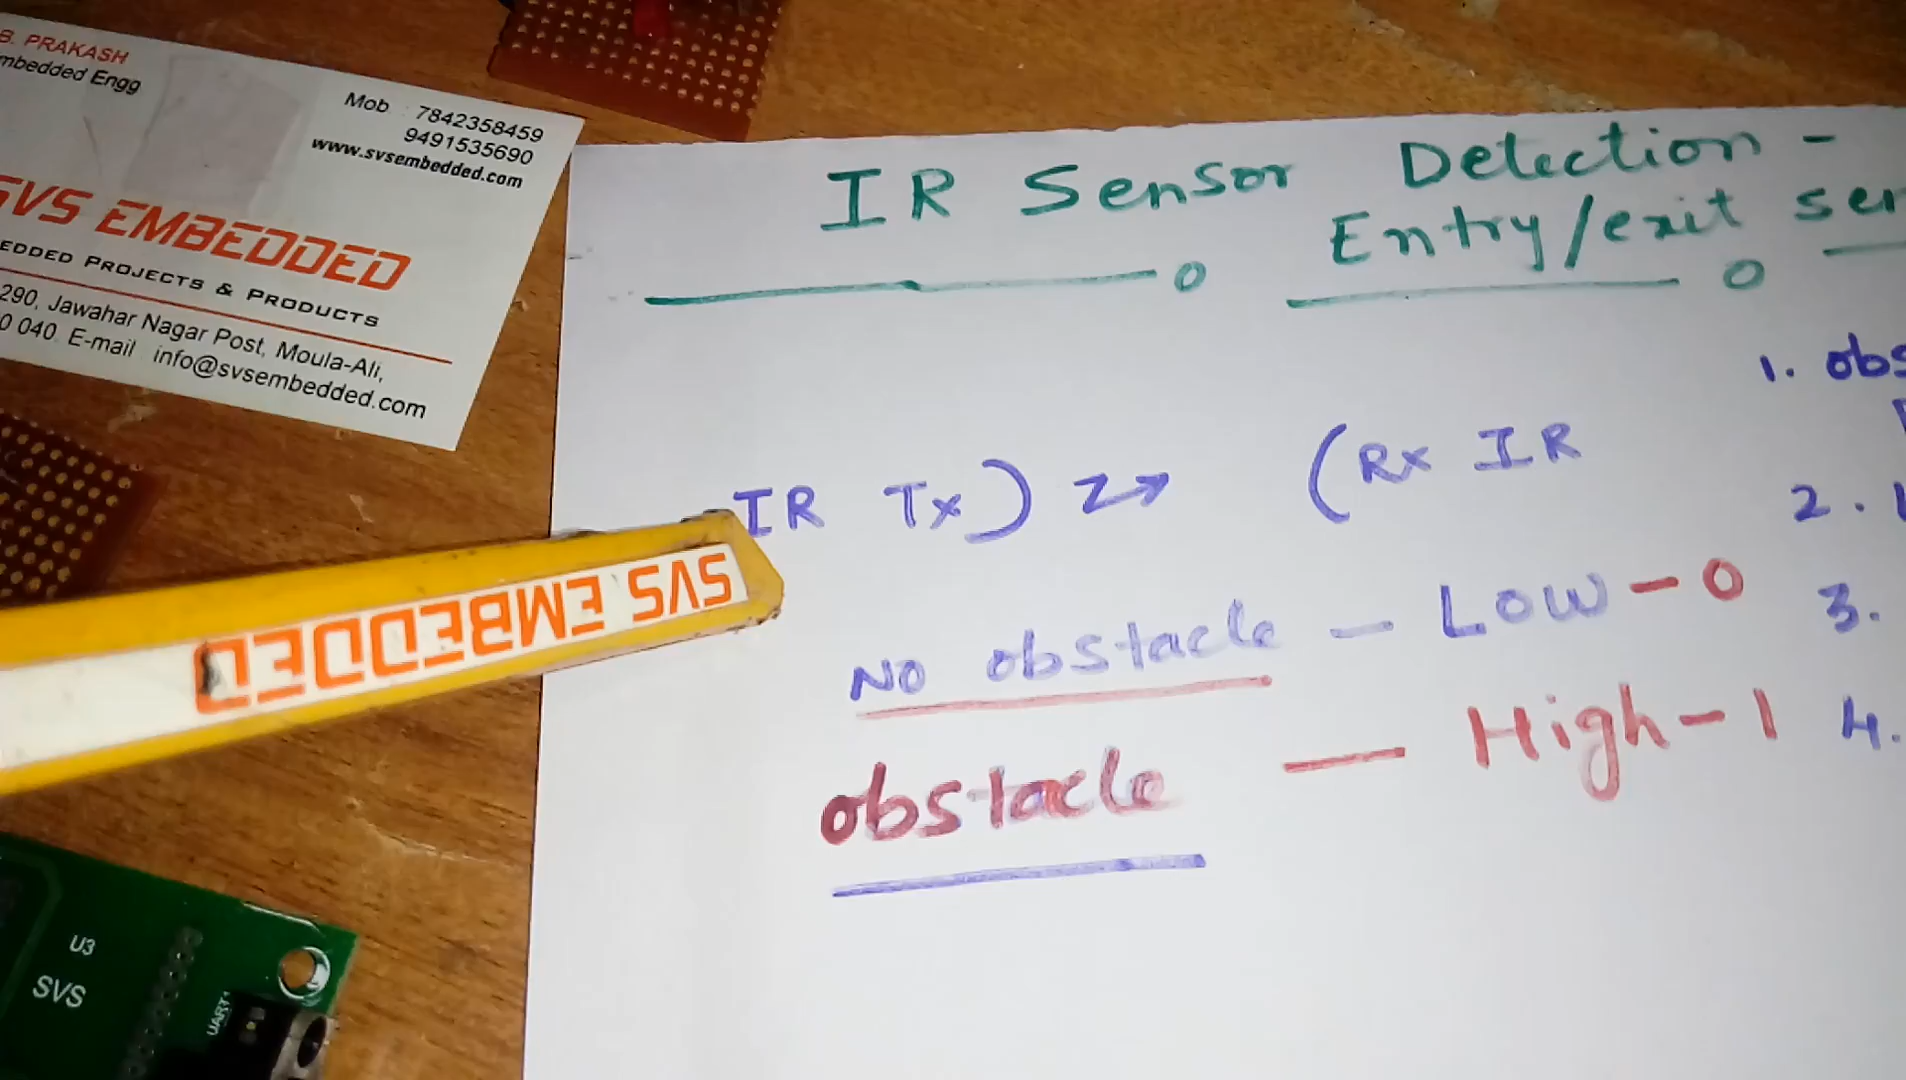 B. PRAKASH
mbedded Engg
Mob : 7842358459
9491535690
www.svsembedded.com
SVS EMBEDDED
EDDED PROJECTS & PRODUCTS
290, Jawahar Nagar Post, Moula-Ali,
0 040. E-mail info@svsembedded.com
IR Sensor Detection -
Entry/exit ser
1. obs
IR Tx) (Rx IR
2.
SVS EMBEDDED
NO obstacle - LOW - 0
3.
obstacle - High - 1
4.
U3
SVS
UART1